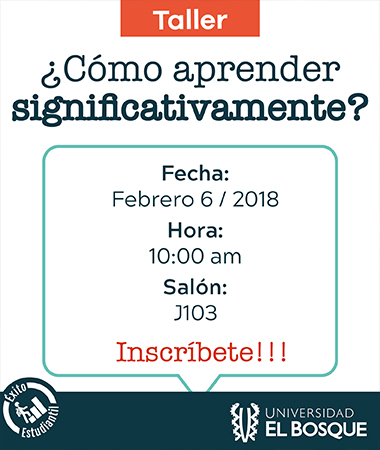 Taller
¿Cómo aprender
significativamente?
Fecha:
Febrero 6 / 2018
Hora:
10:00 am
Salón:
J103
Inscríbete!!!
Éxito
Estudiantil
UNIVERSIDAD
EL BOSQUE